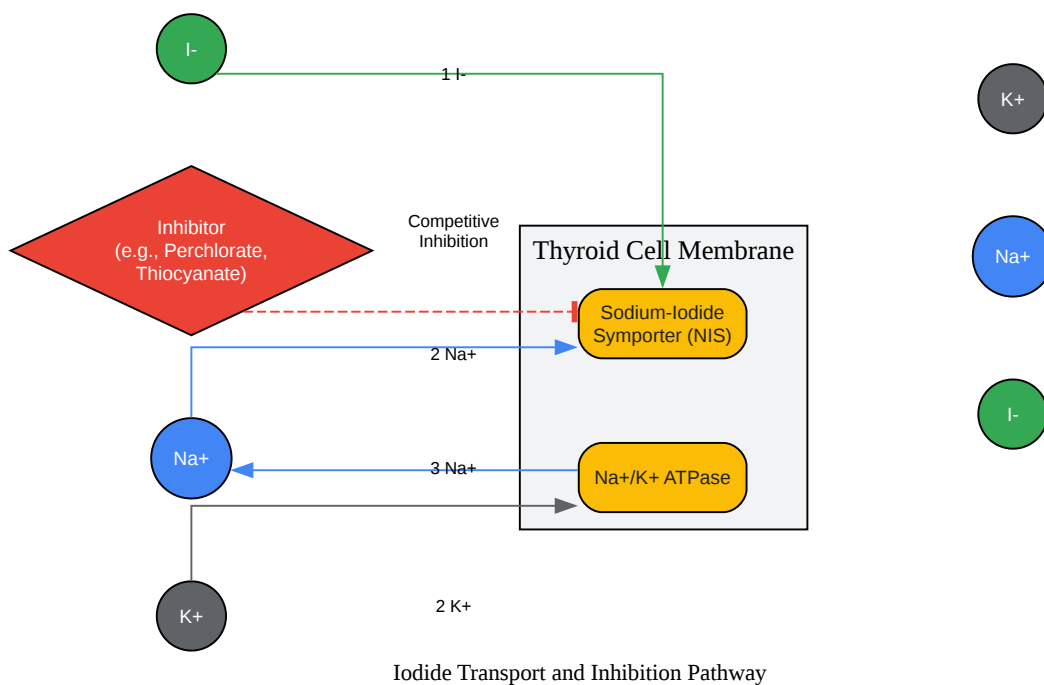 I-
1 I-
K+
Inhibitor
(e.g., Perchlorate,
Thiocyanate)
Competitive
Inhibition
Thyroid Cell Membrane
Na+
Sodium-Iodide
Symporter (NIS)
2 Na+
I-
Na+
3 Na+
Na+/K+ ATPase
K+
2 K+
Iodide Transport and Inhibition Pathway